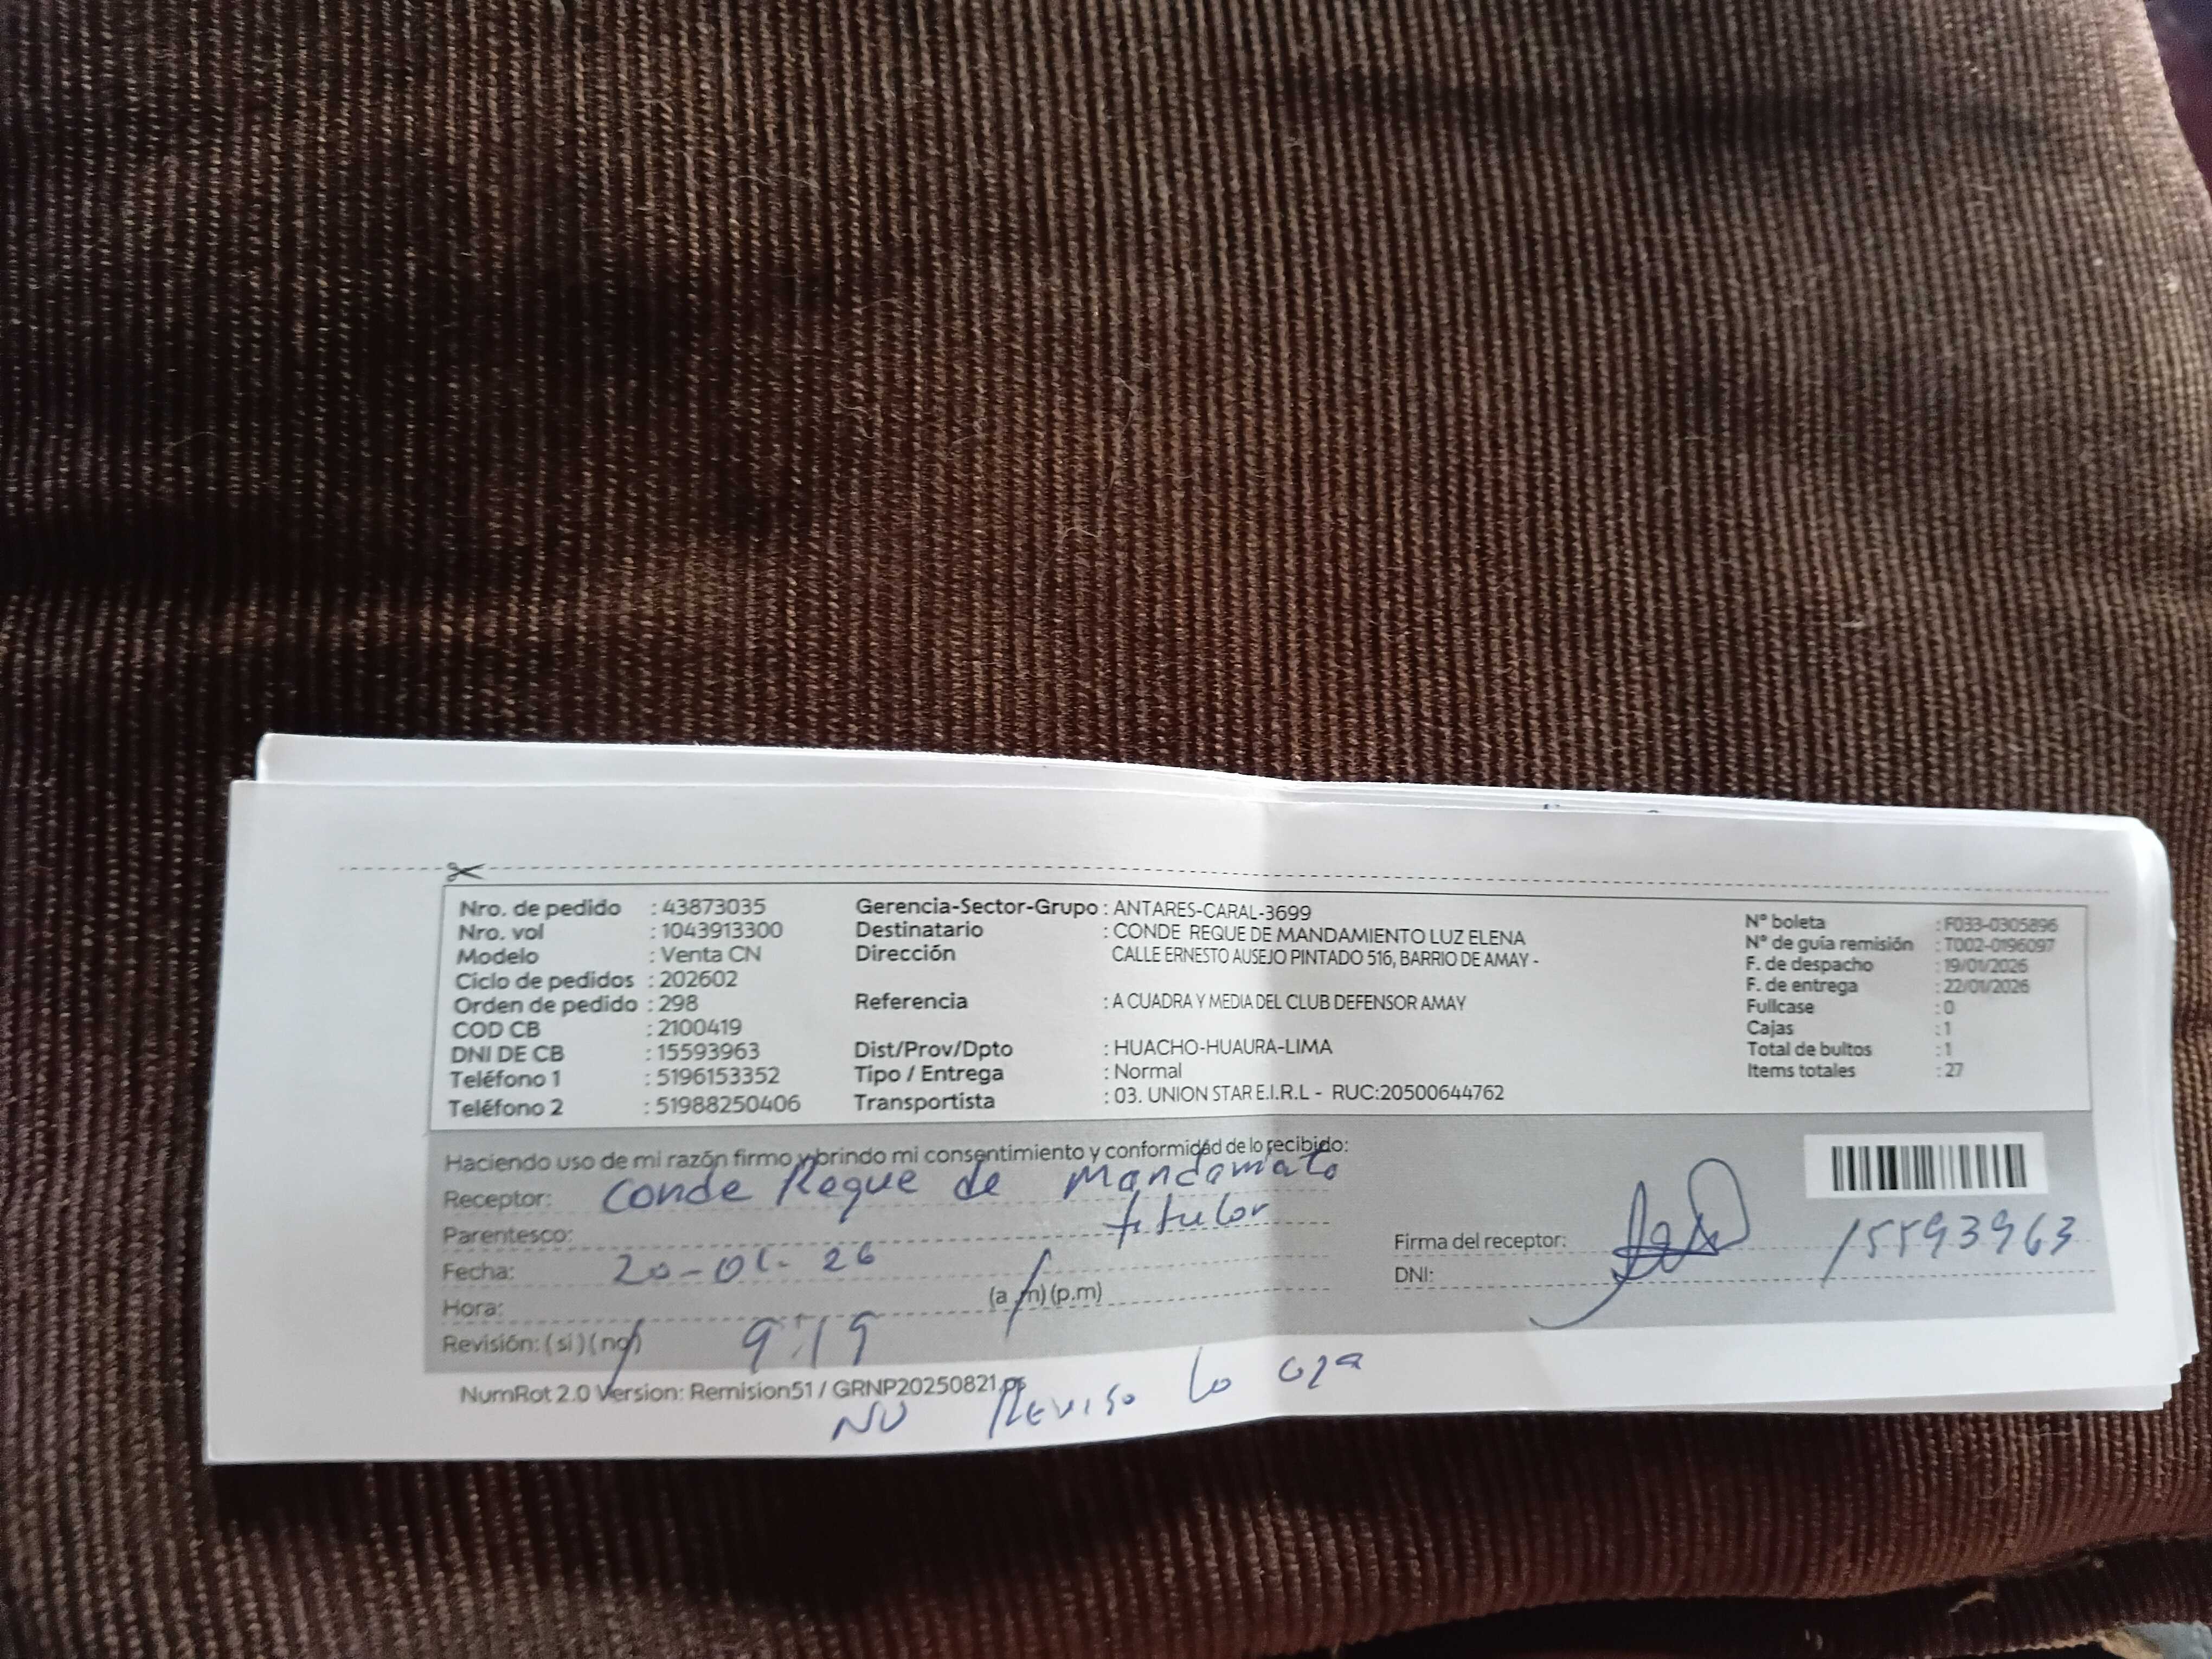 Nro. de pedido : 43873035
Nro. vol : 1043913300
Modelo : Venta CN
Ciclo de pedidos : 202602
Orden de pedido : 298
COD CB : 2100419
DNI DE CB : 15593963
Teléfono 1 : 5196153352
Teléfono 2 : 51988250406
Gerencia-Sector-Grupo : ANTARES-CARAL-3699
Destinatario : CONDE REQUE DE MANDAMIENTO LUZ ELENA
Dirección CALLE ERNESTO AUSEJO PINTADO 516, BARRIO DE AMAY -
Referencia : A CUADRA Y MEDIA DEL CLUB DEFENSOR AMAY
Dist/Prov/Dpto : HUACHO-HUAURA-LIMA
Tipo / Entrega : Normal
Transportista : 03. UNION STAR E.I.R.L - RUC:20500644762
N° boleta : F033-0305896
N° de guía remisión : T002-0196097
F. de despacho : 19/01/2026
F. de entrega : 22/01/2026
Fullcase : 0
Cajas : 1
Total de bultos : 1
Items totales : 27
Haciendo uso de mi razón firmo y brindo mi consentimiento y conformidad de lo recibido:
Receptor: Conde Reque de
Parentesco: titular
Fecha: 20-01-26
Hora: (a.m) (p.m)
Revisión: (si) (no) 9:19
Firma del receptor:
DNI: 15593963
NumRot 2.0 Version: Remision51 / GRNP20250821.ps
NO Reviso